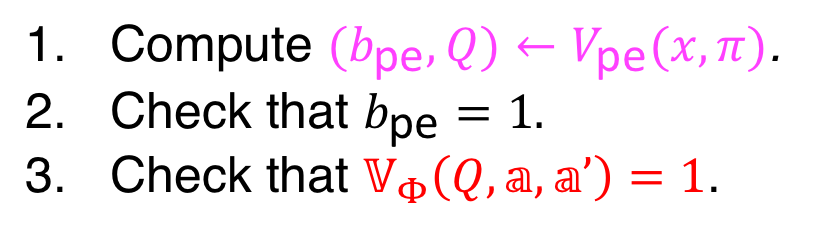 1. Compute (b_pe, Q) ← V_pe(x, π).
2. Check that b_pe = 1.
3. Check that 𝕍_Φ(Q, 𝕒, 𝕒’) = 1.